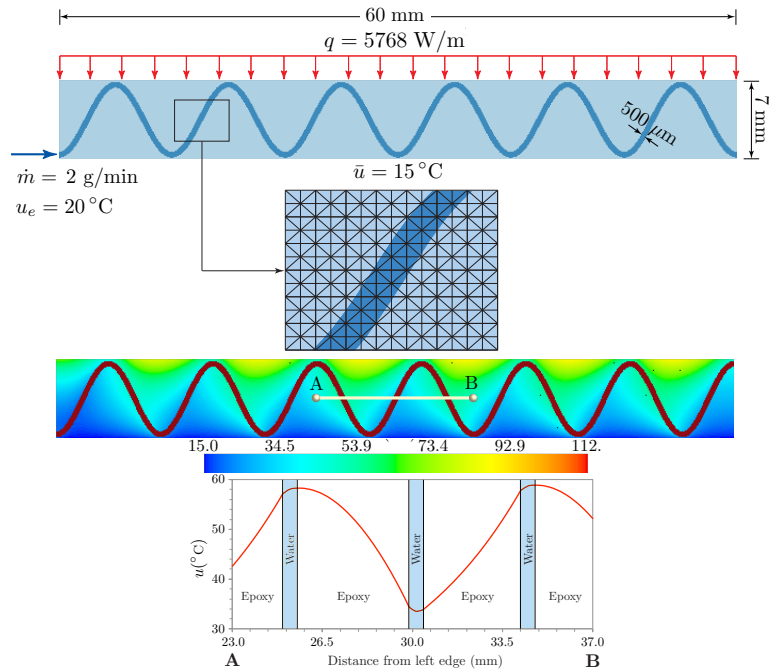 60 mm
q = 5768 W/m
500 μm
7 mm
ṁ = 2 g/min
u_e = 20 °C
ū = 15 °C
A
B
15.0 34.5 53.9 73.4 92.9 112.
60
50
40
30
u(°C)
Water
Water
Water
Epoxy
Epoxy
Epoxy
Epoxy
23.0 26.5 30.0 33.5 37.0
A Distance from left edge (mm) B